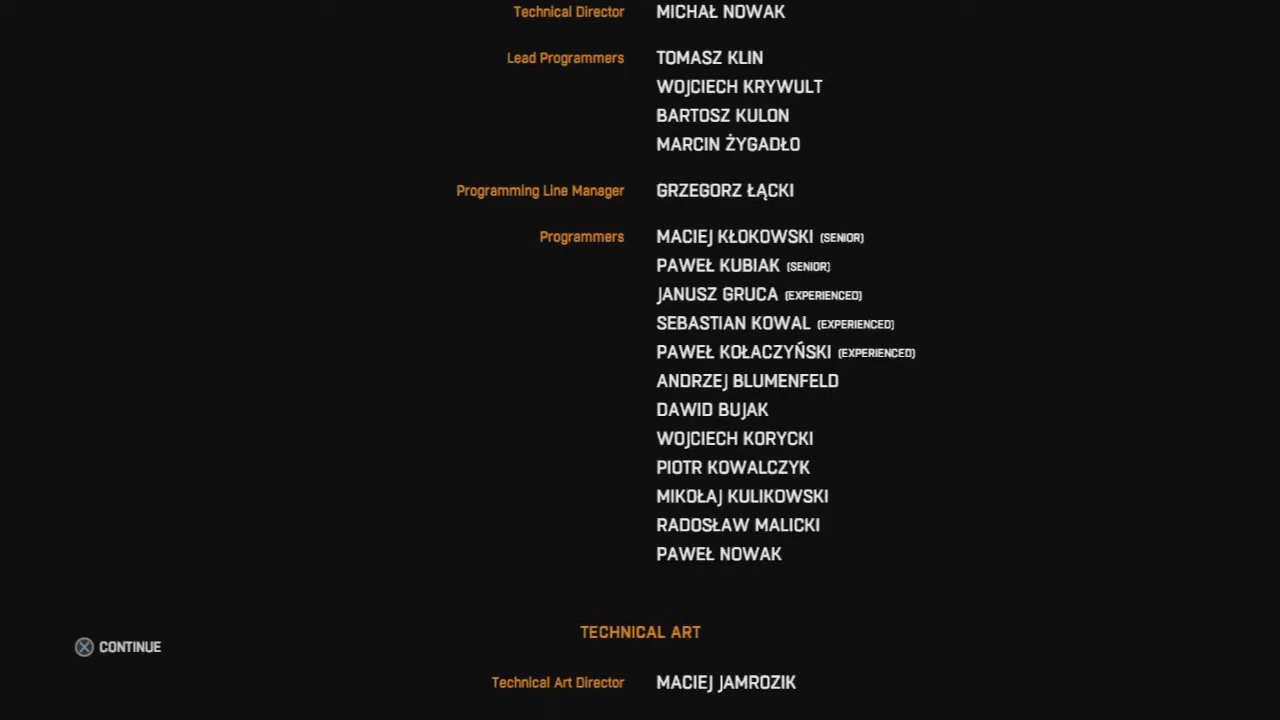 Technical Director MICHAŁ NOWAK
Lead Programmers TOMASZ KLIN
WOJCIECH KRYWULT
BARTOSZ KULON
MARCIN ŻYGADŁO
Programming Line Manager GRZEGORZ ŁĄCKI
Programmers MACIEJ KŁOKOWSKI (SENIOR)
PAWEŁ KUBIAK (SENIOR)
JANUSZ GRUCA (EXPERIENCED)
SEBASTIAN KOWAL (EXPERIENCED)
PAWEŁ KOŁACZYŃSKI (EXPERIENCED)
ANDRZEJ BLUMENFELD
DAWID BUJAK
WOJCIECH KORYCKI
PIOTR KOWALCZYK
MIKOŁAJ KULIKOWSKI
RADOSŁAW MALICKI
PAWEŁ NOWAK
TECHNICAL ART
CONTINUE
Technical Art Director MACIEJ JAMROZIK